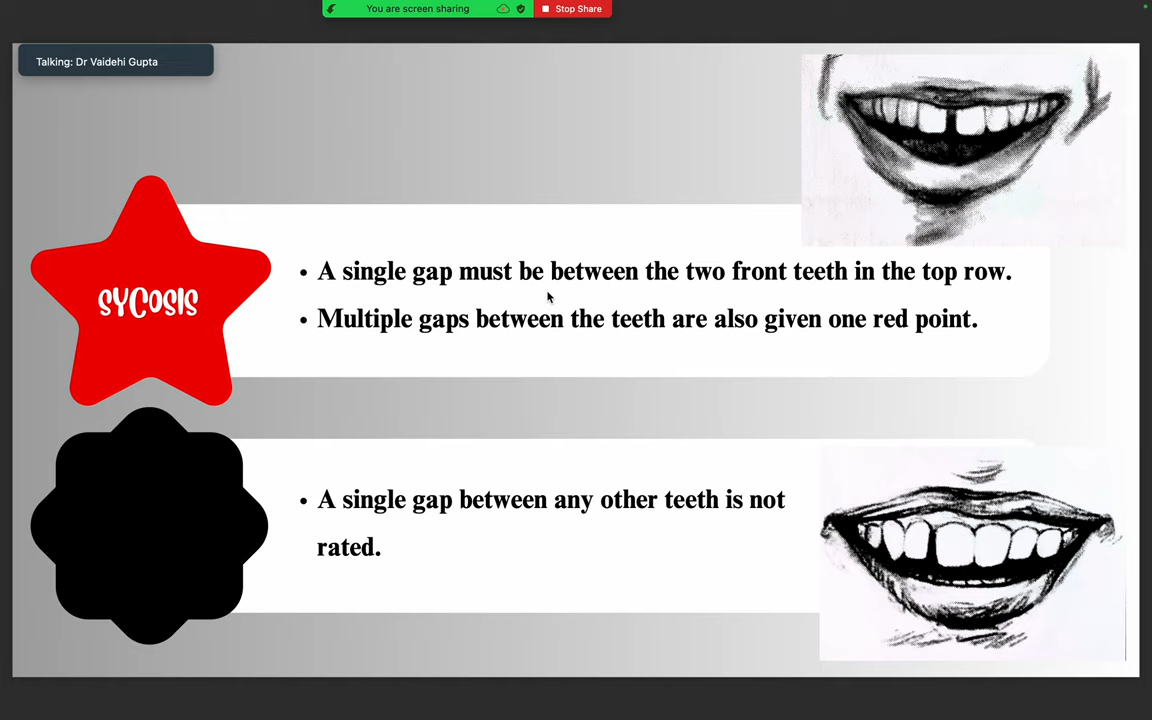 You are screen sharing
Stop Share
Talking: Dr Vaidehi Gupta
SYCOSIS
• A single gap must be between the two front teeth in the top row.
• Multiple gaps between the teeth are also given one red point.
• A single gap between any other teeth is not
rated.